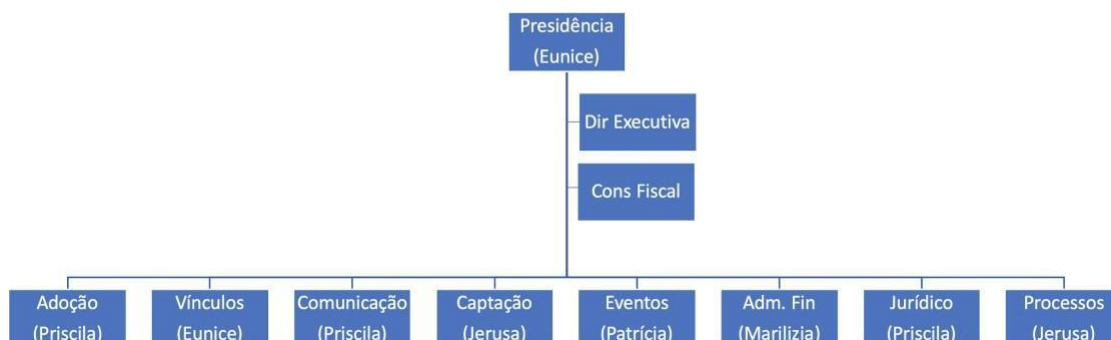 Presidência
(Eunice)
Dir Executiva
Cons Fiscal
Adoção
(Priscila)
Vínculos
(Eunice)
Comunicação
(Priscila)
Captação
(Jerusa)
Eventos
(Patrícia)
Adm. Fin
(Marilizia)
Jurídico
(Priscila)
Processos
(Jerusa)